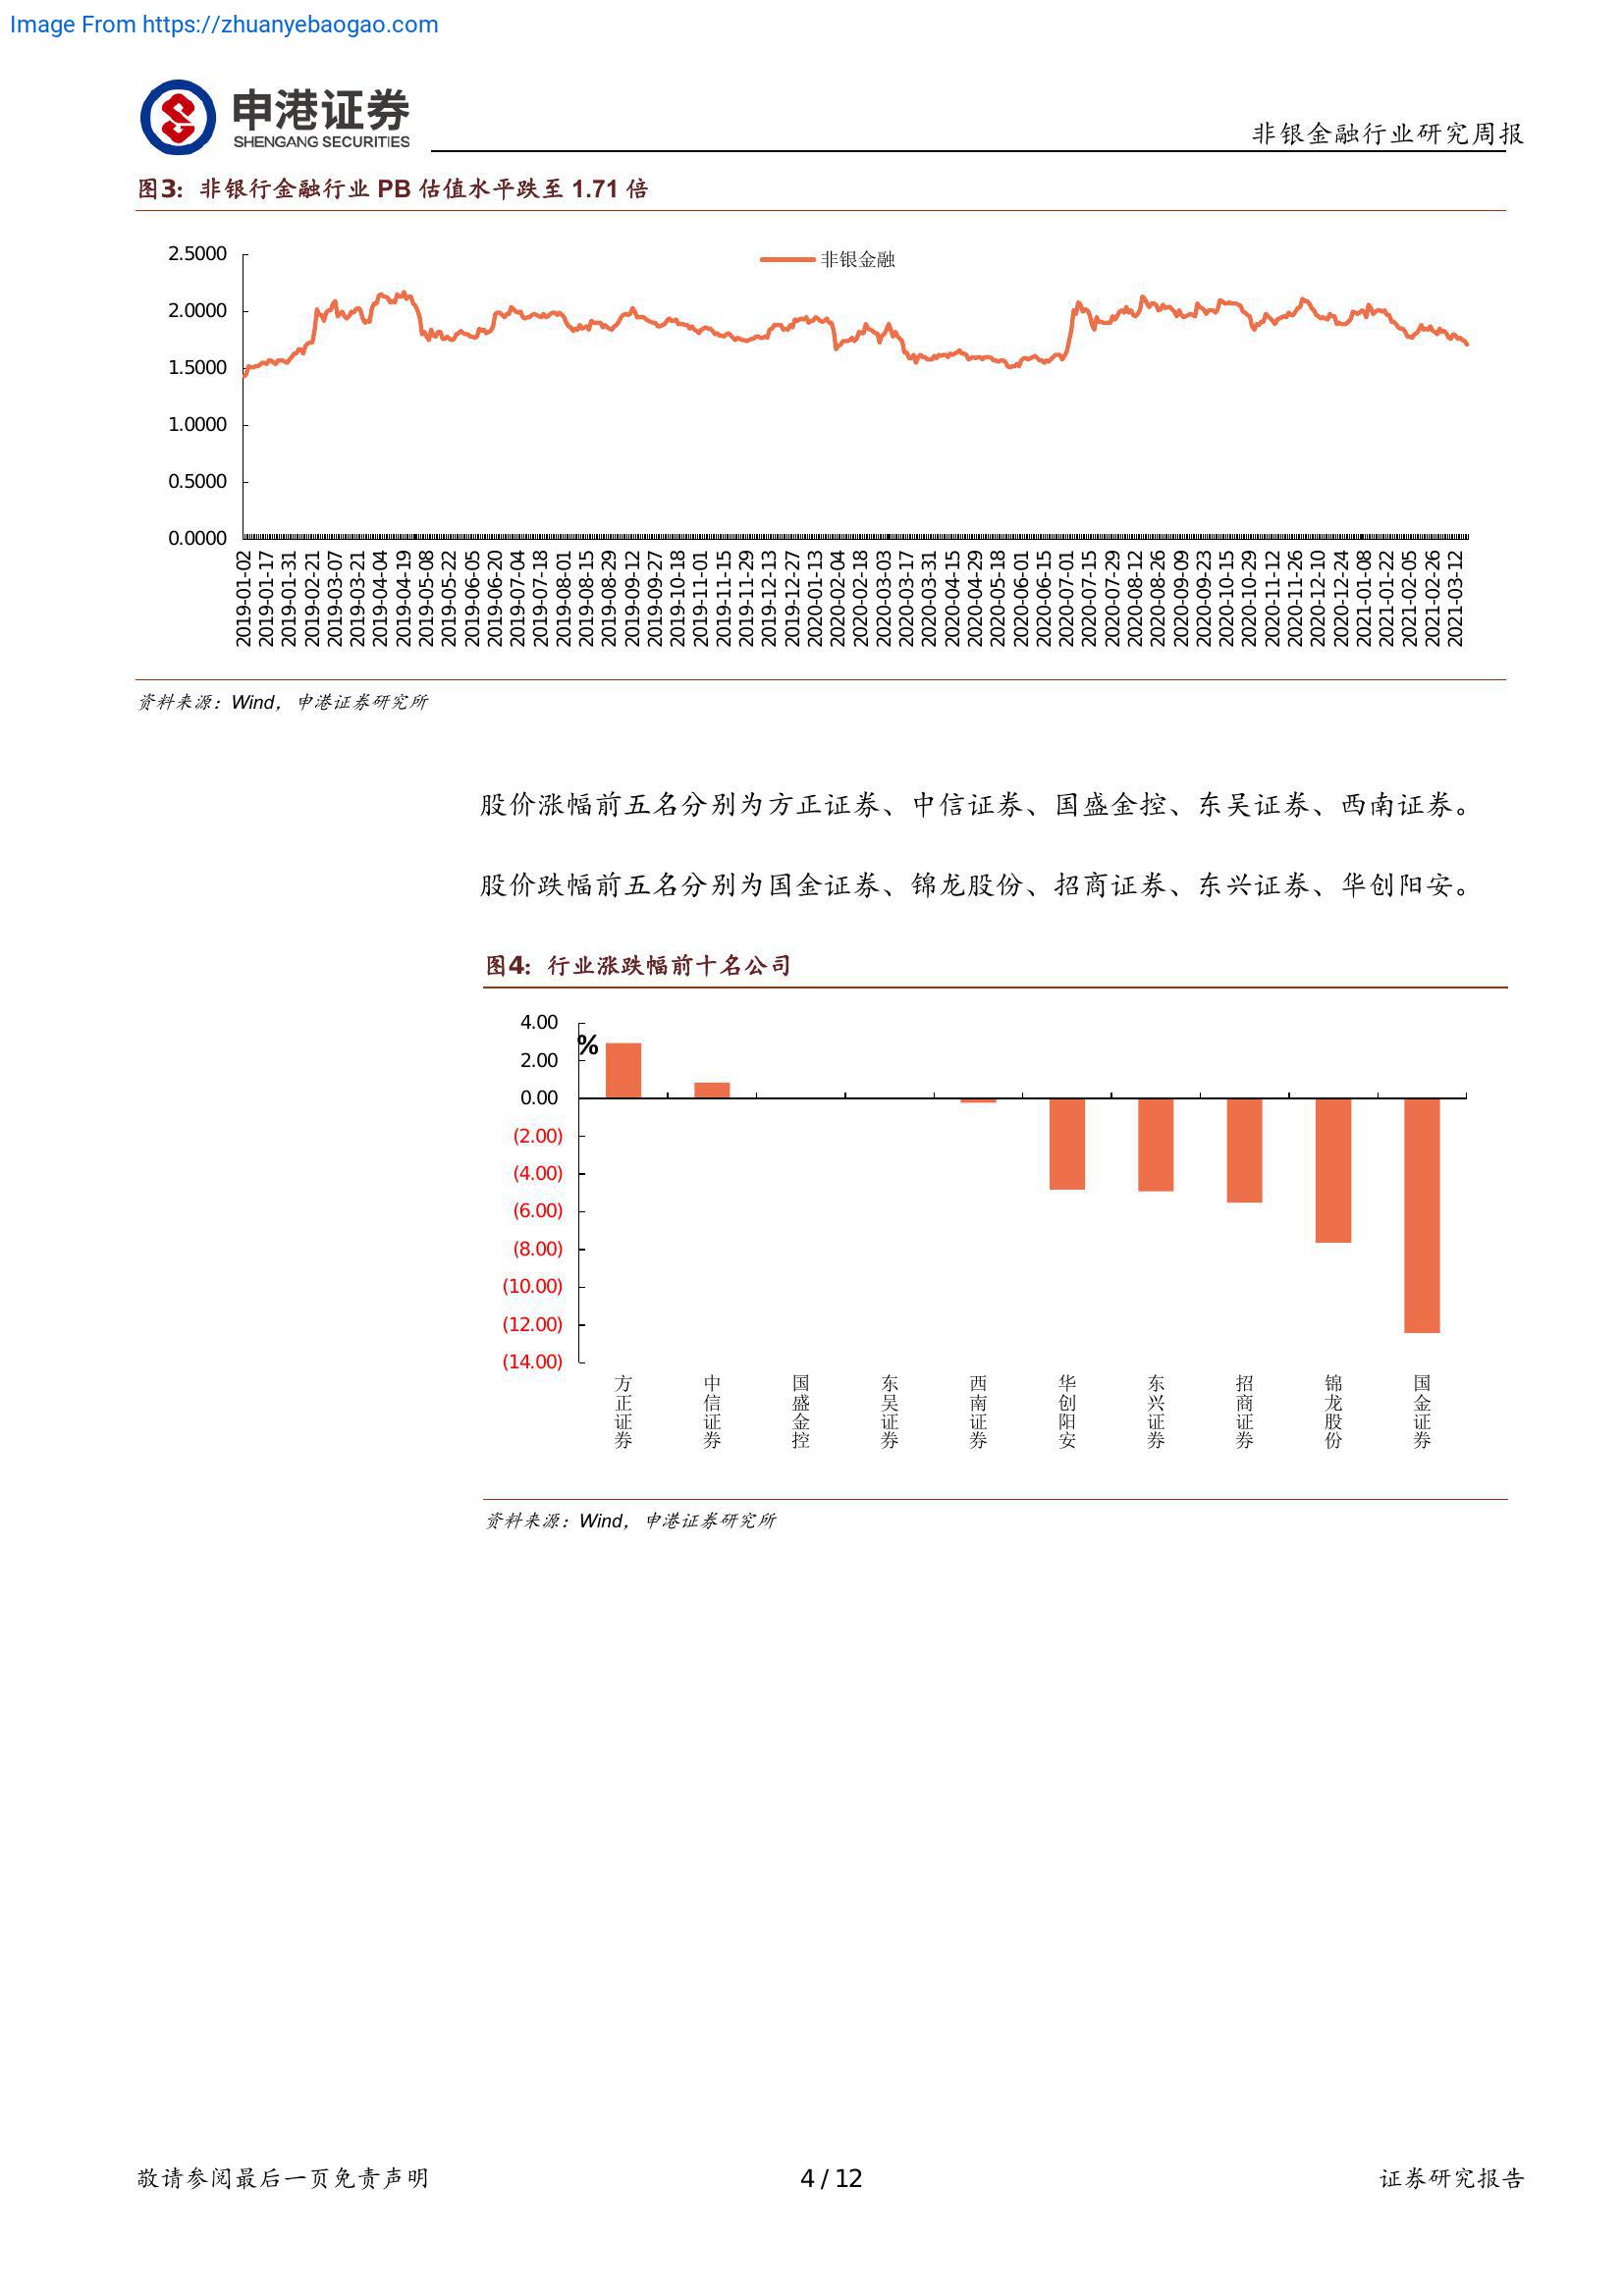 Image From https://zhuanyebaogao.com
申港证券
SHENGANG SECURITIES
非银金融行业研究周报
图3：非银行金融行业 PB 估值水平跌至 1.71 倍
非银金融
2.5000
2.0000
1.5000
1.0000
0.5000
0.0000
2019-01-02
2019-01-17
2019-01-31
2019-02-21
2019-03-07
2019-03-21
2019-04-04
2019-04-19
2019-05-08
2019-05-22
2019-06-05
2019-06-20
2019-07-04
2019-07-18
2019-08-01
2019-08-15
2019-08-29
2019-09-12
2019-09-27
2019-10-18
2019-11-01
2019-11-15
2019-11-29
2019-12-13
2019-12-27
2020-01-13
2020-02-04
2020-02-18
2020-03-03
2020-03-17
2020-03-31
2020-04-15
2020-04-29
2020-05-18
2020-06-01
2020-06-15
2020-07-01
2020-07-15
2020-07-29
2020-08-12
2020-08-26
2020-09-09
2020-09-23
2020-10-15
2020-10-29
2020-11-12
2020-11-26
2020-12-10
2020-12-24
2021-01-08
2021-01-22
2021-02-05
2021-02-26
2021-03-12
资料来源：Wind，申港证券研究所
股价涨幅前五名分别为方正证券、中信证券、国盛金控、东吴证券、西南证券。
股价跌幅前五名分别为国金证券、锦龙股份、招商证券、东兴证券、华创阳安。
图4：行业涨跌幅前十名公司
%
4.00
2.00
0.00
(2.00)
(4.00)
(6.00)
(8.00)
(10.00)
(12.00)
(14.00)
方正证券
中信证券
国盛金控
东吴证券
西南证券
华创阳安
东兴证券
招商证券
锦龙股份
国金证券
资料来源：Wind，申港证券研究所
敬请参阅最后一页免责声明
4 / 12
证券研究报告